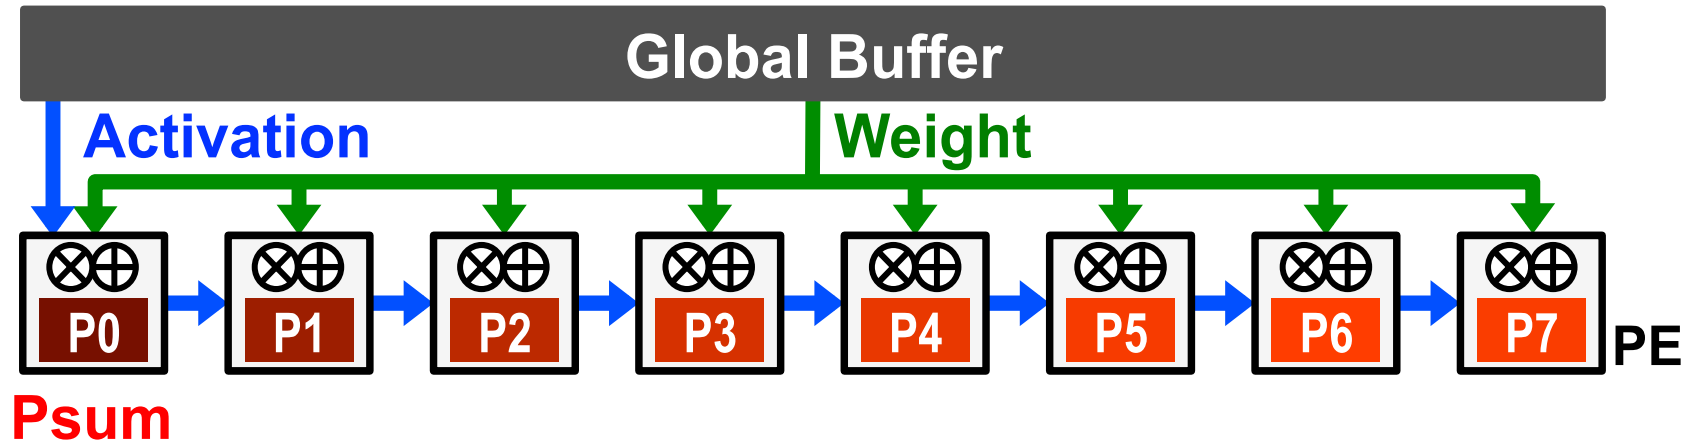 Global Buffer
Activation
Weight
P0 P1 P2 P3 P4 P5 P6 P7
PE
Psum